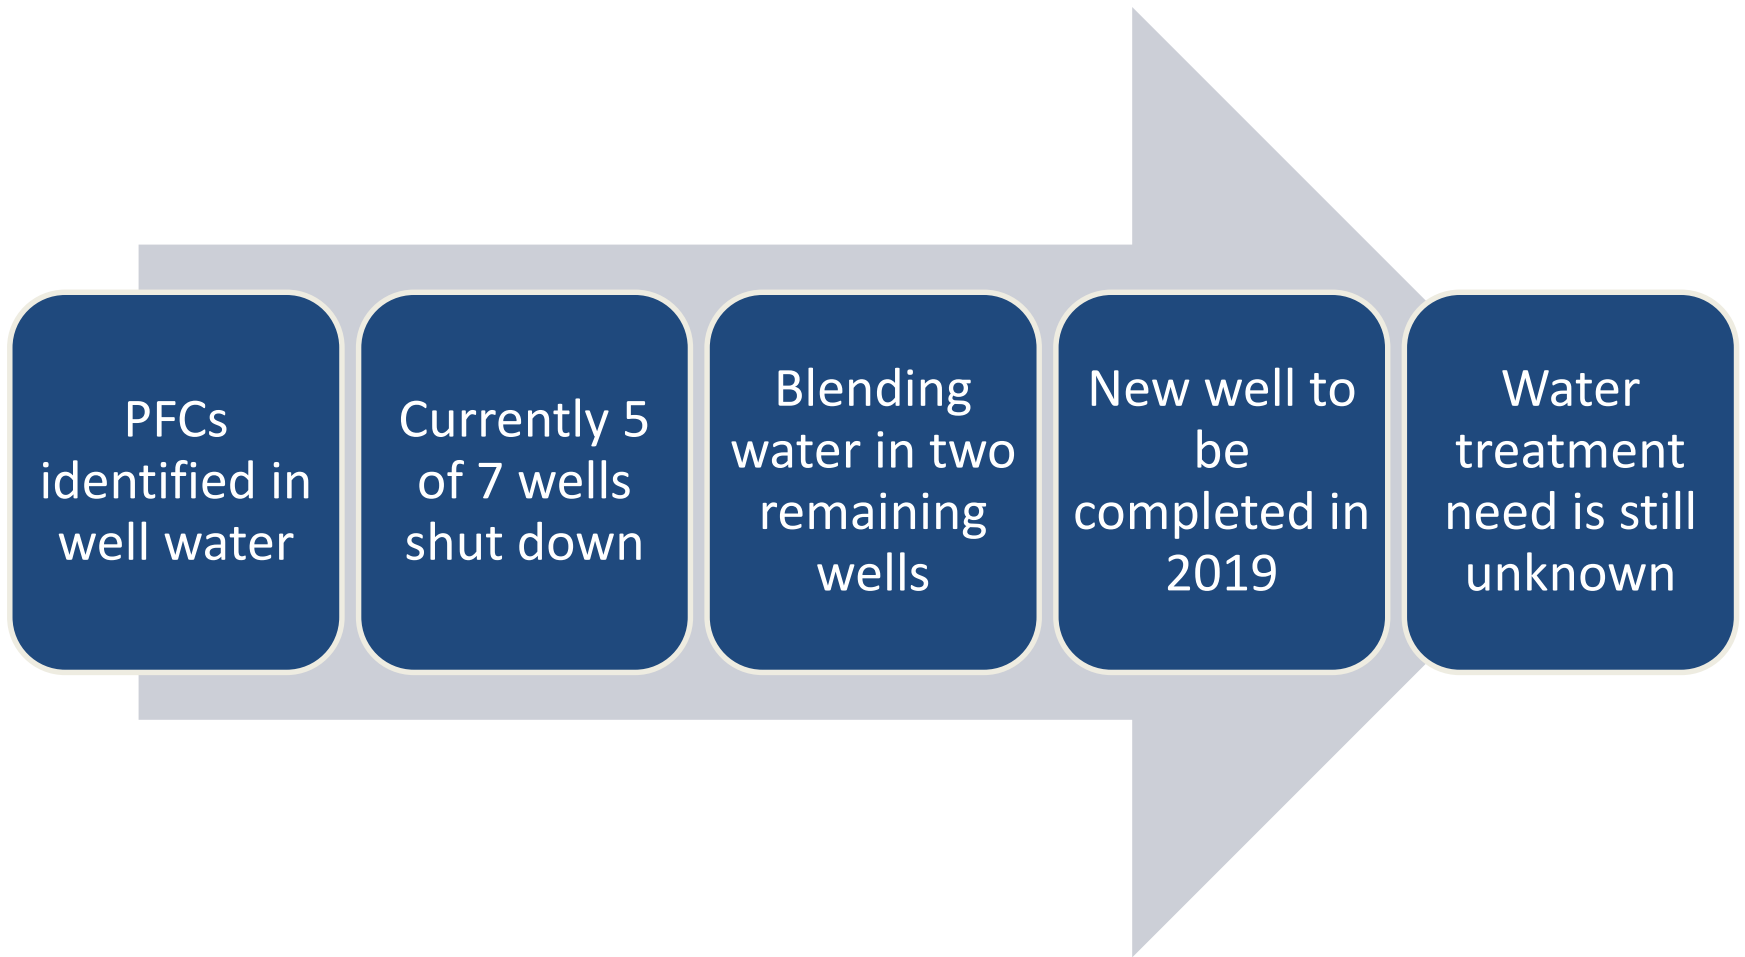 PFCs
identified in
well water
Currently 5
of 7 wells
shut down
Blending
water in two
remaining
wells
New well to
be
completed in
2019
Water
treatment
need is still
unknown